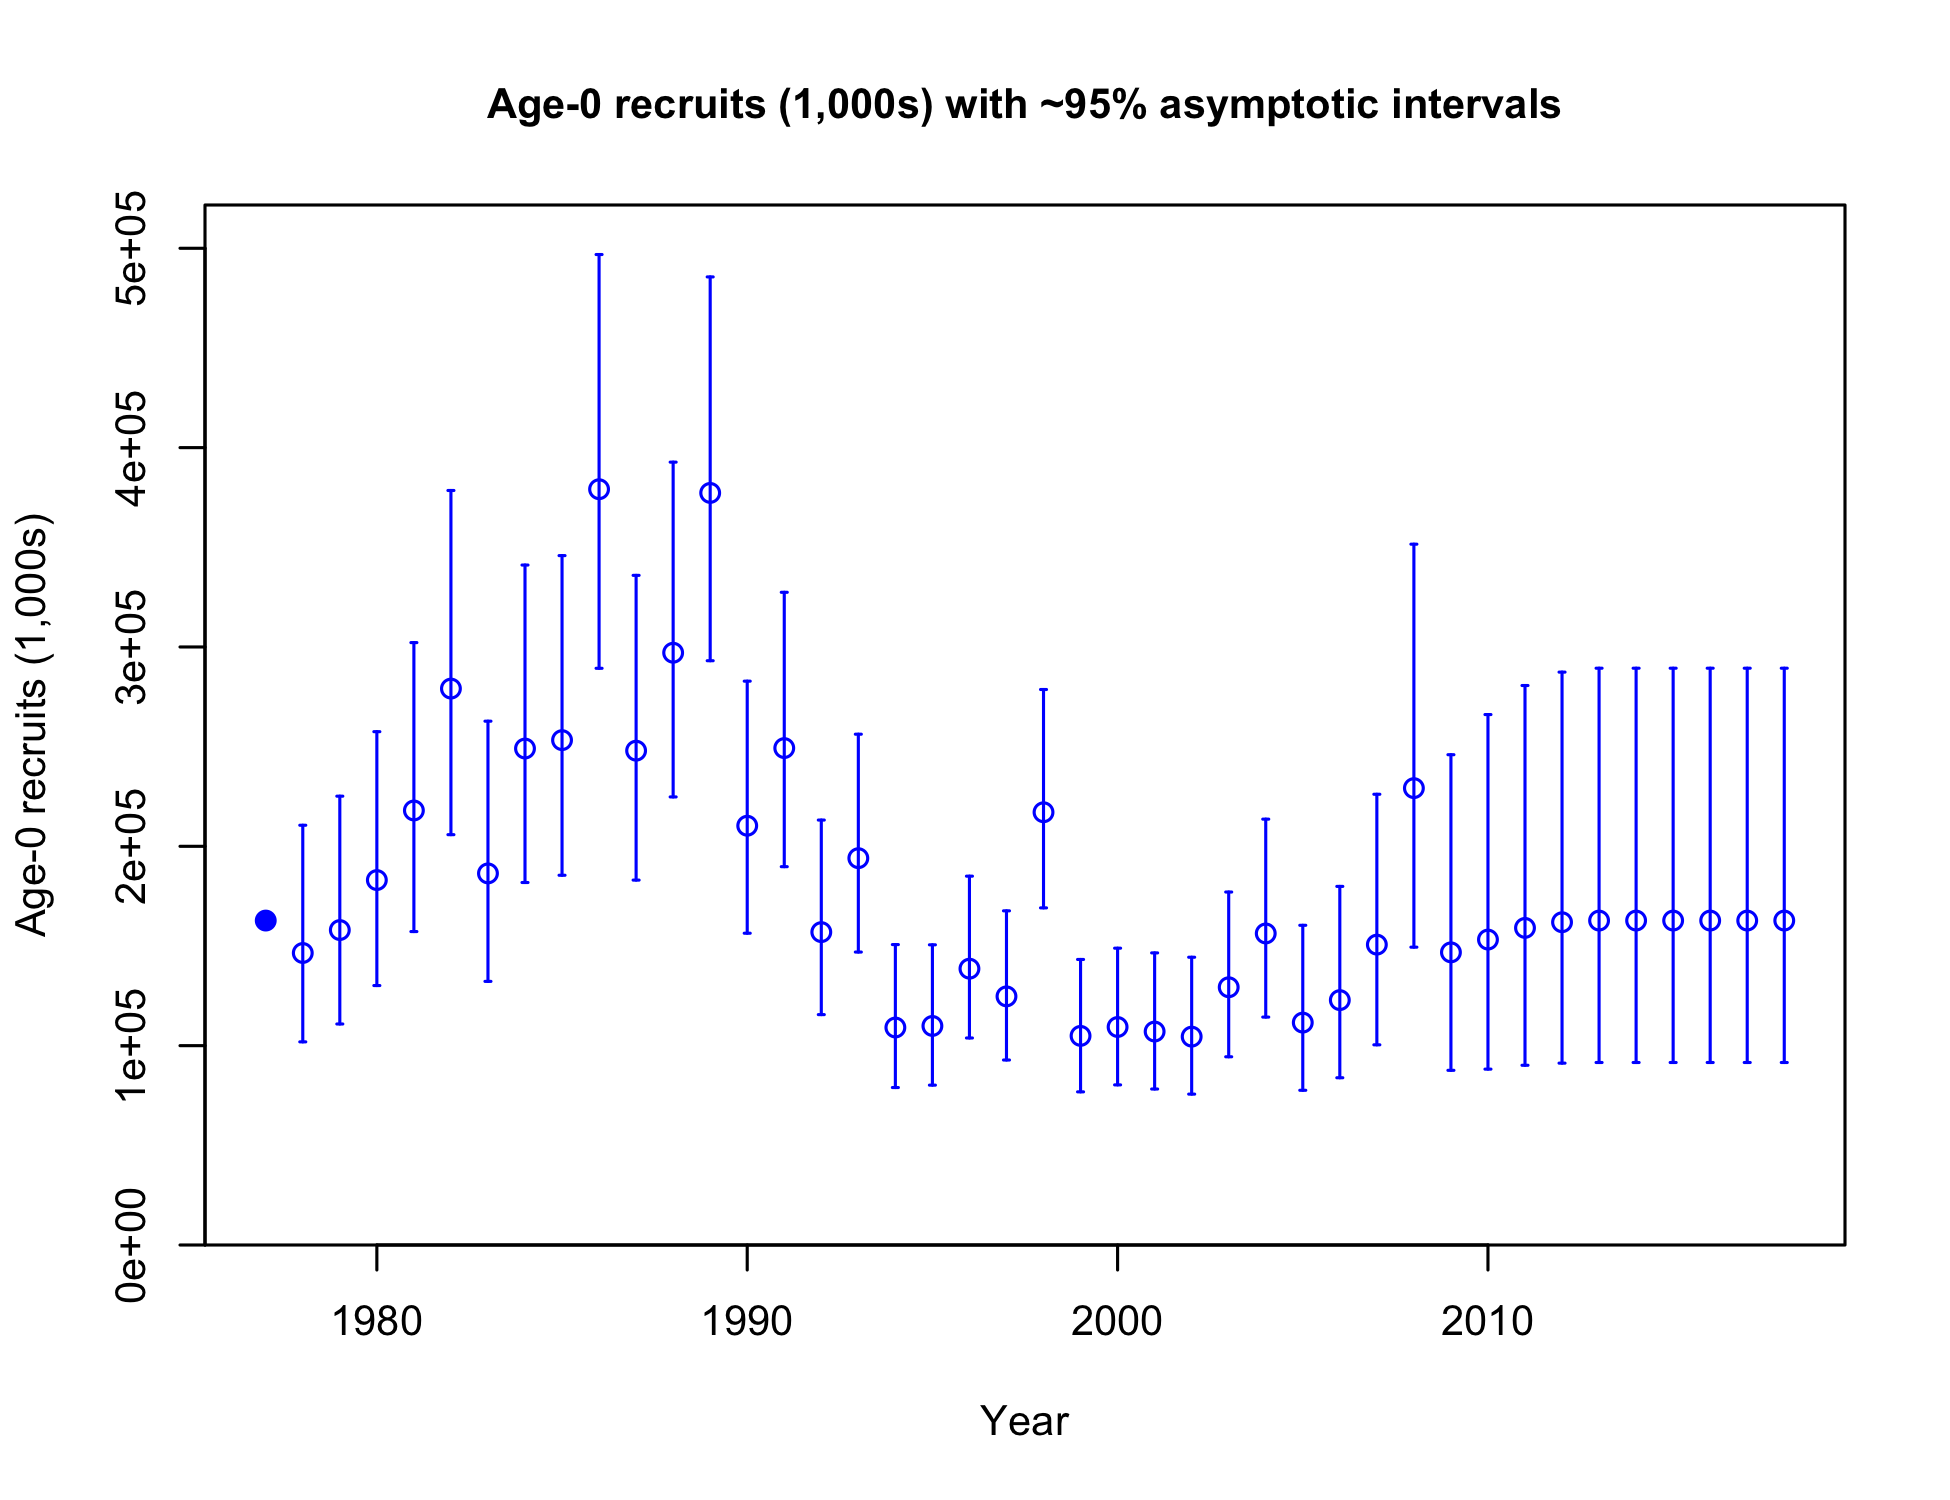 Age-0 recruits (1,000s) with ~95% asymptotic intervals
Age-0 recruits (1,000s)
5e+05
4e+05
3e+05
2e+05
1e+05
0e+00
1980 1990 2000 2010
Year